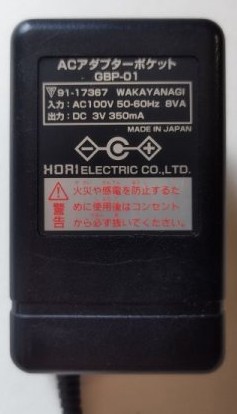 ACアダプターポケット
GBP-01
91-17367 WAKAYANAGI
入力：AC100V 50-60Hz 8VA
出力：DC 3V 350mA
MADE IN JAPAN
HORI ELECTRIC CO.,LTD.
警告
火災や感電を防止するた
めに使用後はコンセント
から必ず抜いてください。